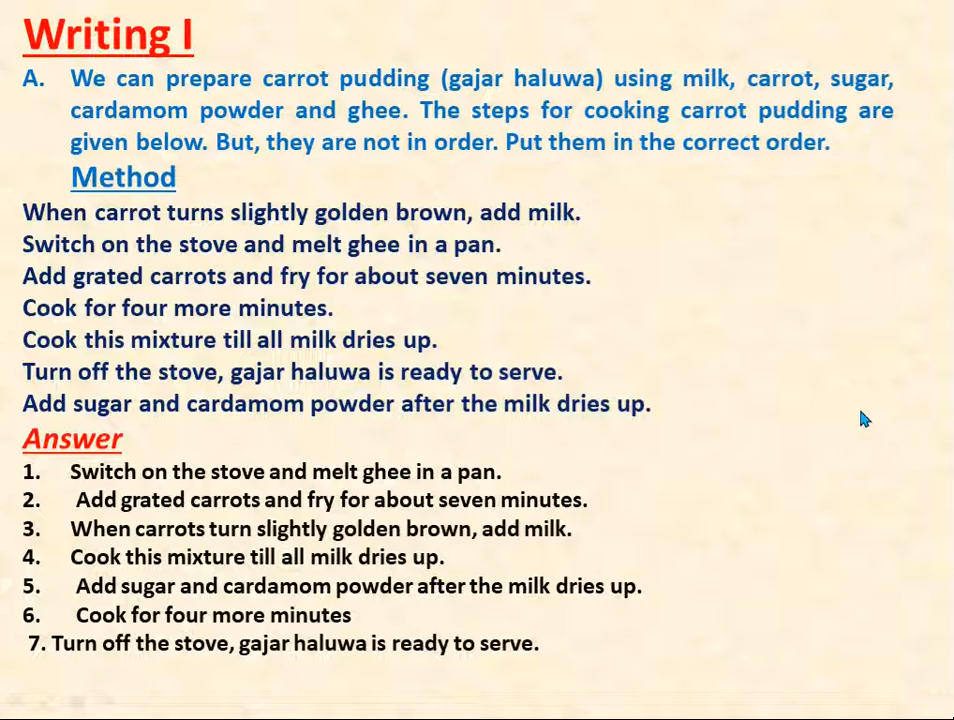 Writing I
A. We can prepare carrot pudding (gajar haluwa) using milk, carrot, sugar,
cardamom powder and ghee. The steps for cooking carrot pudding are
given below. But, they are not in order. Put them in the correct order.
Method
When carrot turns slightly golden brown, add milk.
Switch on the stove and melt ghee in a pan.
Add grated carrots and fry for about seven minutes.
Cook for four more minutes.
Cook this mixture till all milk dries up.
Turn off the stove, gajar haluwa is ready to serve.
Add sugar and cardamom powder after the milk dries up.
Answer
1. Switch on the stove and melt ghee in a pan.
2. Add grated carrots and fry for about seven minutes.
3. When carrots turn slightly golden brown, add milk.
4. Cook this mixture till all milk dries up.
5. Add sugar and cardamom powder after the milk dries up.
6. Cook for four more minutes
7. Turn off the stove, gajar haluwa is ready to serve.